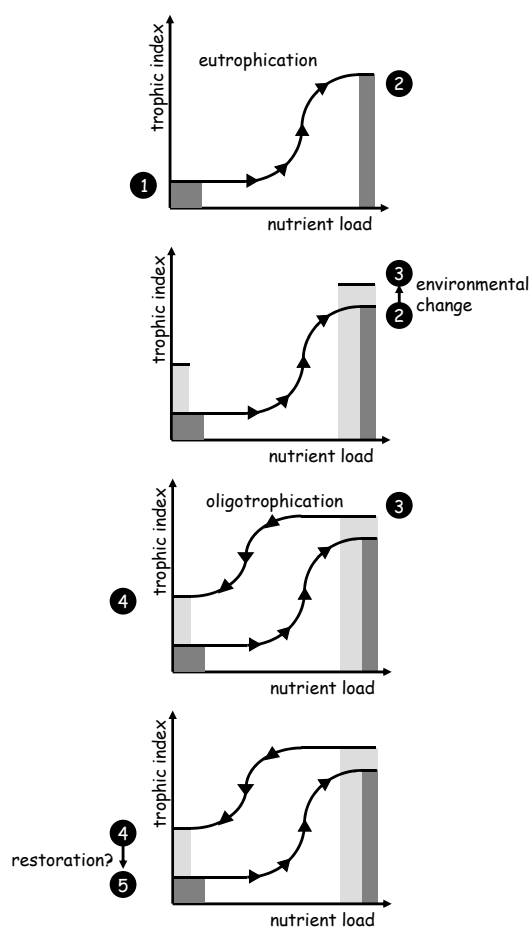 trophic index
eutrophication
2
1
nutrient load
trophic index
3
environmental
change
2
nutrient load
trophic index
oligotrophication
3
4
nutrient load
trophic index
4
restoration?
5
nutrient load